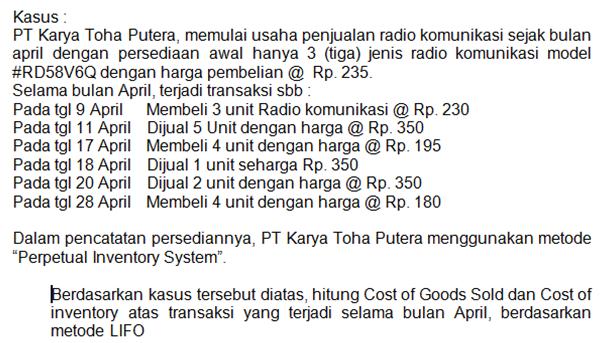 Kasus :
PT Karya Toha Putera, memulai usaha penjualan radio komunikasi sejak bulan
april dengan persediaan awal hanya 3 (tiga) jenis radio komunikasi model
#RD58V6Q dengan harga pembelian @ Rp. 235.
Selama bulan April, terjadi transaksi sbb :
Pada tgl 9 April Membeli 3 unit Radio komunikasi @ Rp. 230
Pada tgl 11 April Dijual 5 Unit dengan harga @ Rp. 350
Pada tgl 17 April Membeli 4 unit dengan harga @ Rp. 195
Pada tgl 18 April Dijual 1 unit seharga Rp. 350
Pada tgl 20 April Dijual 2 unit dengan harga @ Rp. 350
Pada tgl 28 April Membeli 4 unit dengan harga @ Rp. 180
Dalam pencatatan persediannya, PT Karya Toha Putera menggunakan metode
“Perpetual Inventory System”.
Berdasarkan kasus tersebut diatas, hitung Cost of Goods Sold dan Cost of
inventory atas transaksi yang terjadi selama bulan April, berdasarkan
metode LIFO